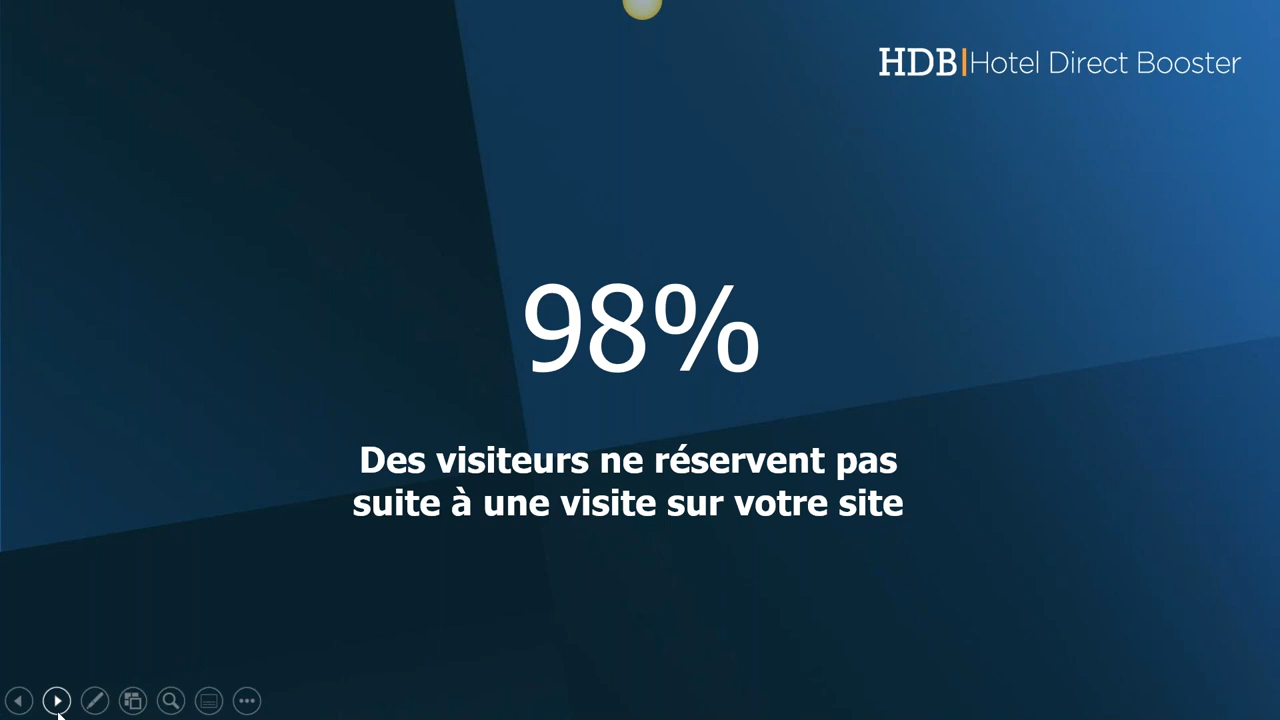 HDB|Hotel Direct Booster
98%
Des visiteurs ne réservent pas
suite à une visite sur votre site